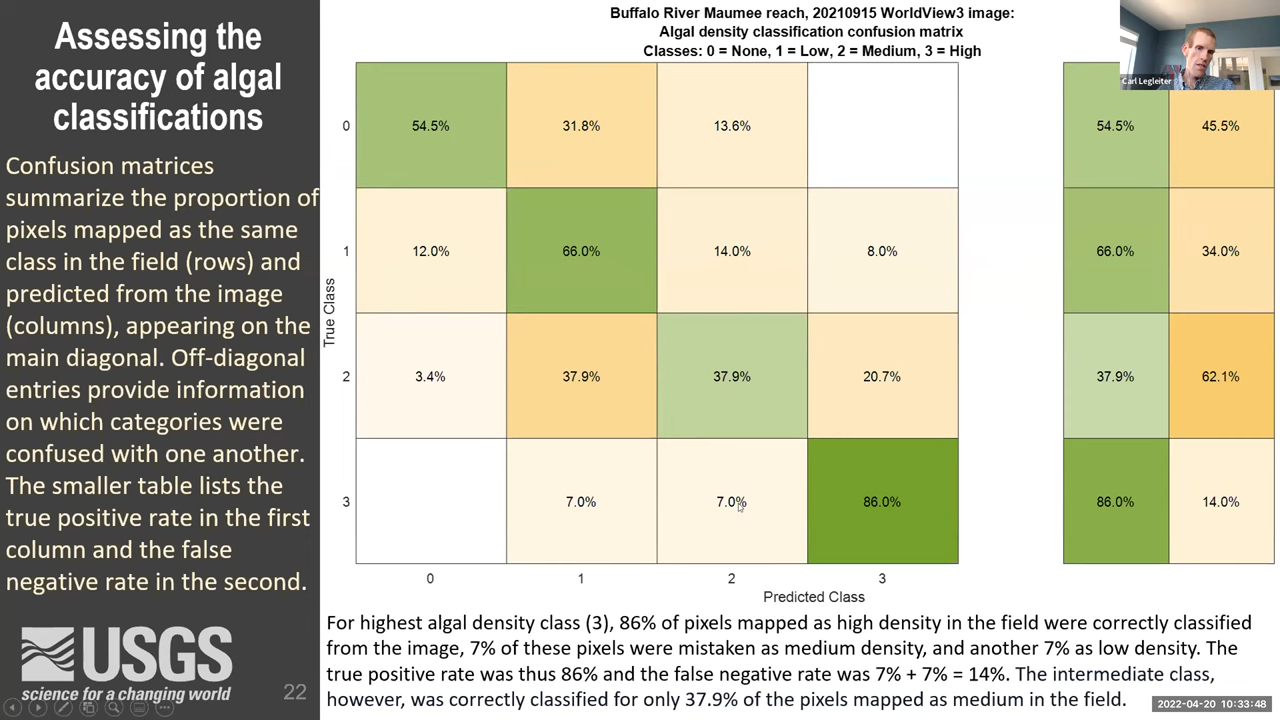 Assessing the
accuracy of algal
classifications
Confusion matrices
summarize the proportion of
pixels mapped as the same
class in the field (rows) and
predicted from the image
(columns), appearing on the
main diagonal. Off-diagonal
entries provide information
on which categories were
confused with one another.
The smaller table lists the
true positive rate in the first
column and the false
negative rate in the second.
USGS
science for a changing world
22
Buffalo River Maumee reach, 20210915 WorldView3 image:
Algal density classification confusion matrix
Classes: 0 = None, 1 = Low, 2 = Medium, 3 = High
Carl Legleiter
True Class
0 54.5% 31.8% 13.6% 54.5% 45.5%
1 12.0% 66.0% 14.0% 8.0% 66.0% 34.0%
2 3.4% 37.9% 37.9% 20.7% 37.9% 62.1%
3 7.0% 7.0% 86.0% 86.0% 14.0%
0 1 2 3
Predicted Class
For highest algal density class (3), 86% of pixels mapped as high density in the field were correctly classified
from the image, 7% of these pixels were mistaken as medium density, and another 7% as low density. The
true positive rate was thus 86% and the false negative rate was 7% + 7% = 14%. The intermediate class,
however, was correctly classified for only 37.9% of the pixels mapped as medium in the field.
2022-04-20 10:33:48